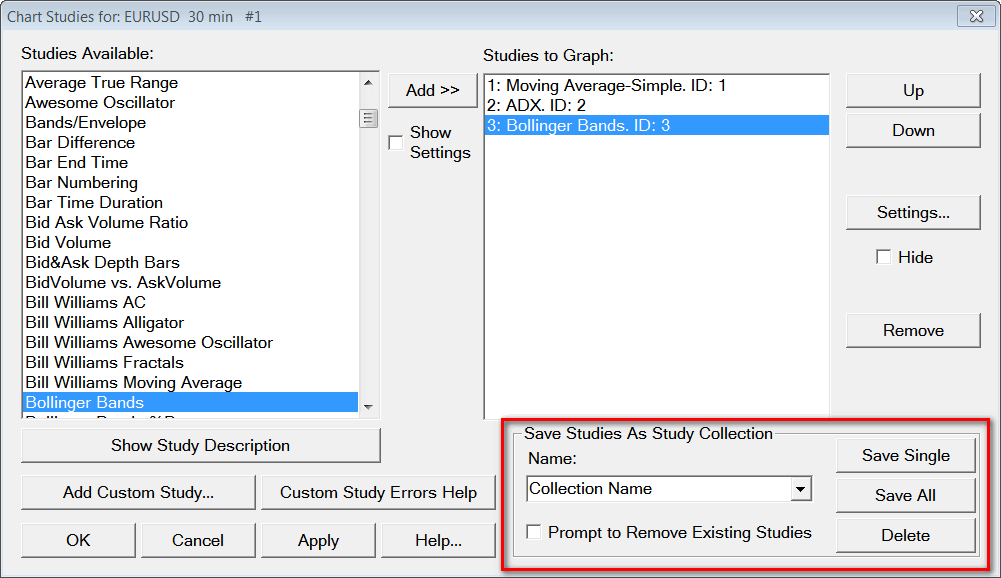 Chart Studies for: EURUSD 30 min #1
Studies Available:
Average True Range
Awesome Oscillator
Bands/Envelope
Bar Difference
Bar End Time
Bar Numbering
Bar Time Duration
Bid Ask Volume Ratio
Bid Volume
Bid&Ask Depth Bars
BidVolume vs. AskVolume
Bill Williams AC
Bill Williams Alligator
Bill Williams Awesome Oscillator
Bill Williams Fractals
Bill Williams Moving Average
Bollinger Bands
Add >>
Show
Settings
Studies to Graph:
1: Moving Average-Simple. ID: 1
2: ADX. ID: 2
3: Bollinger Bands. ID: 3
Up
Down
Settings...
Hide
Remove
Show Study Description
Add Custom Study...
Custom Study Errors Help
OK
Cancel
Apply
Help...
Save Studies As Study Collection
Name:
Collection Name
Prompt to Remove Existing Studies
Save Single
Save All
Delete